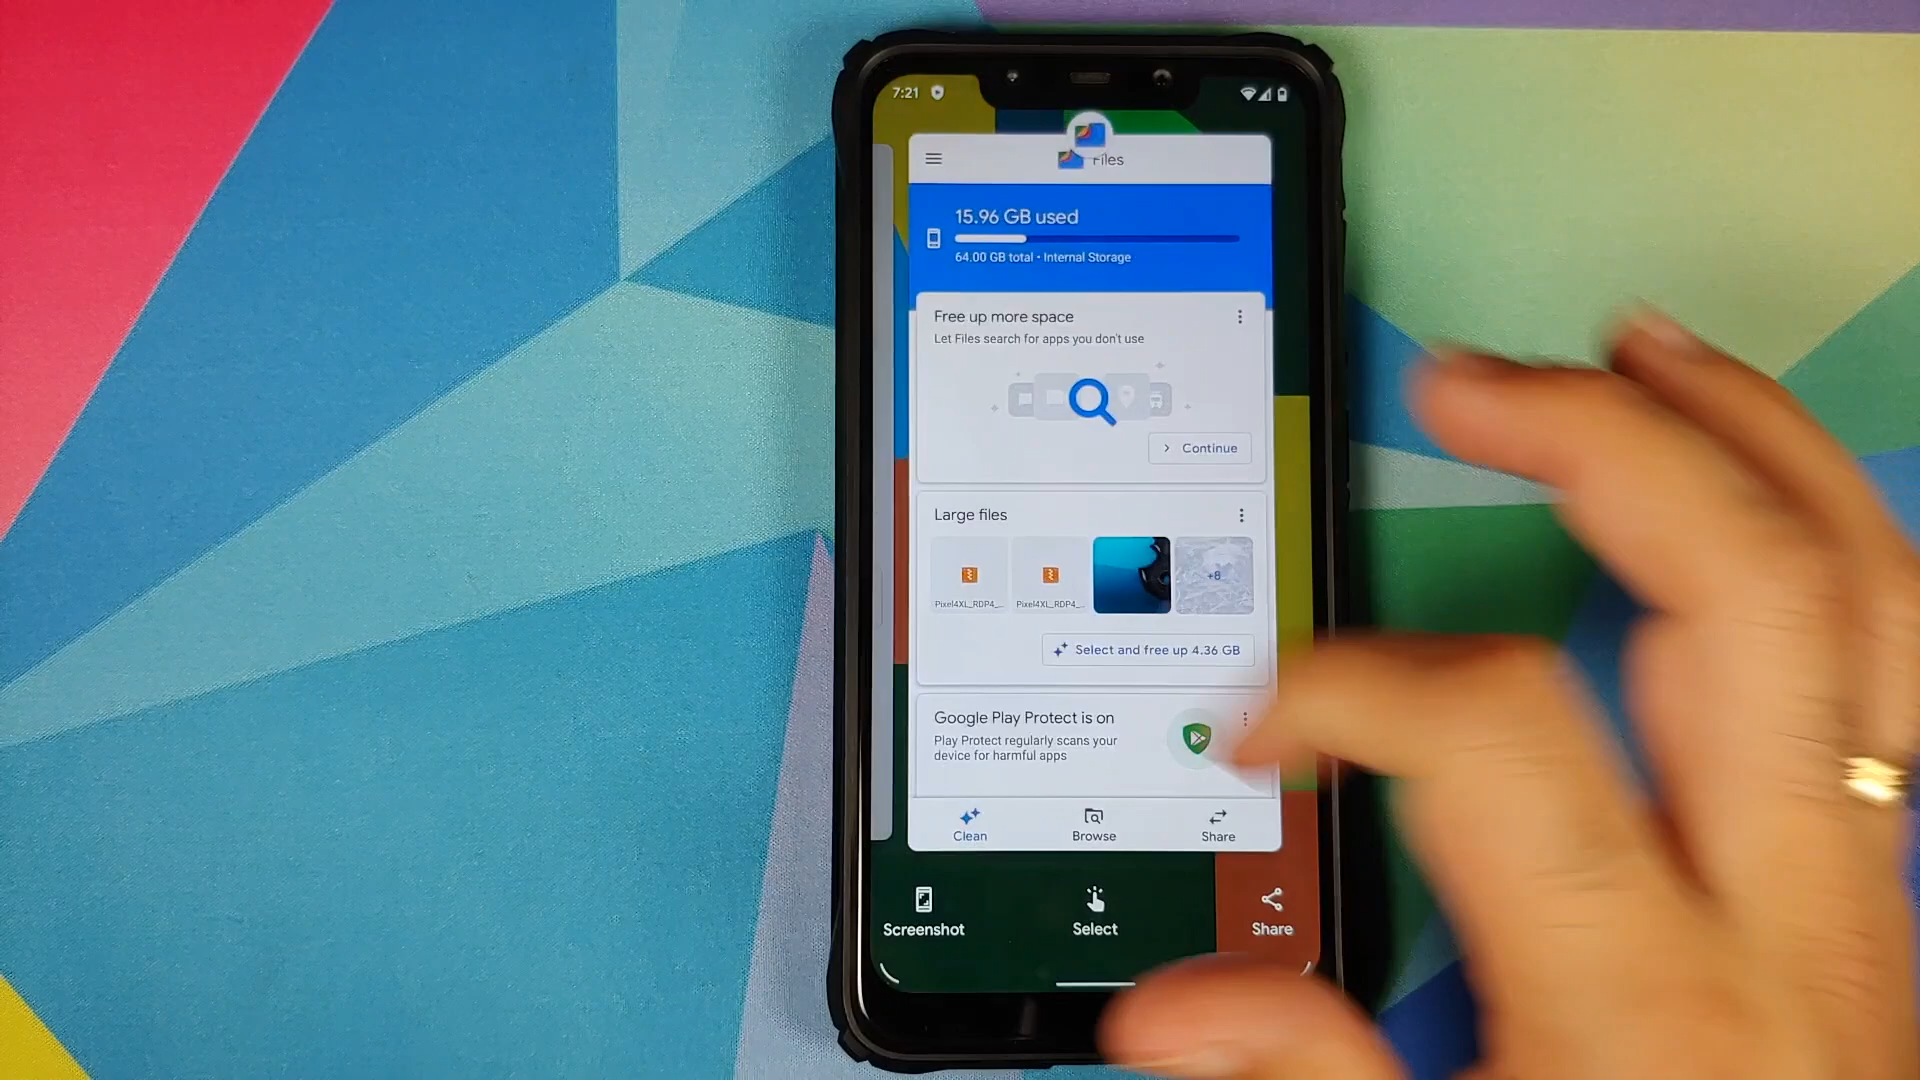 7:21
Files
15.96 GB used
64.00 GB total • Internal Storage
Free up more space
Let Files search for apps you don't use
Continue
Large files
+8
Pixel4XL_RDP4_...
Pixel4XL_RDP4_...
Select and free up 4.36 GB
Google Play Protect is on
Play Protect regularly scans your
device for harmful apps
Clean
Browse
Share
Screenshot
Select
Share